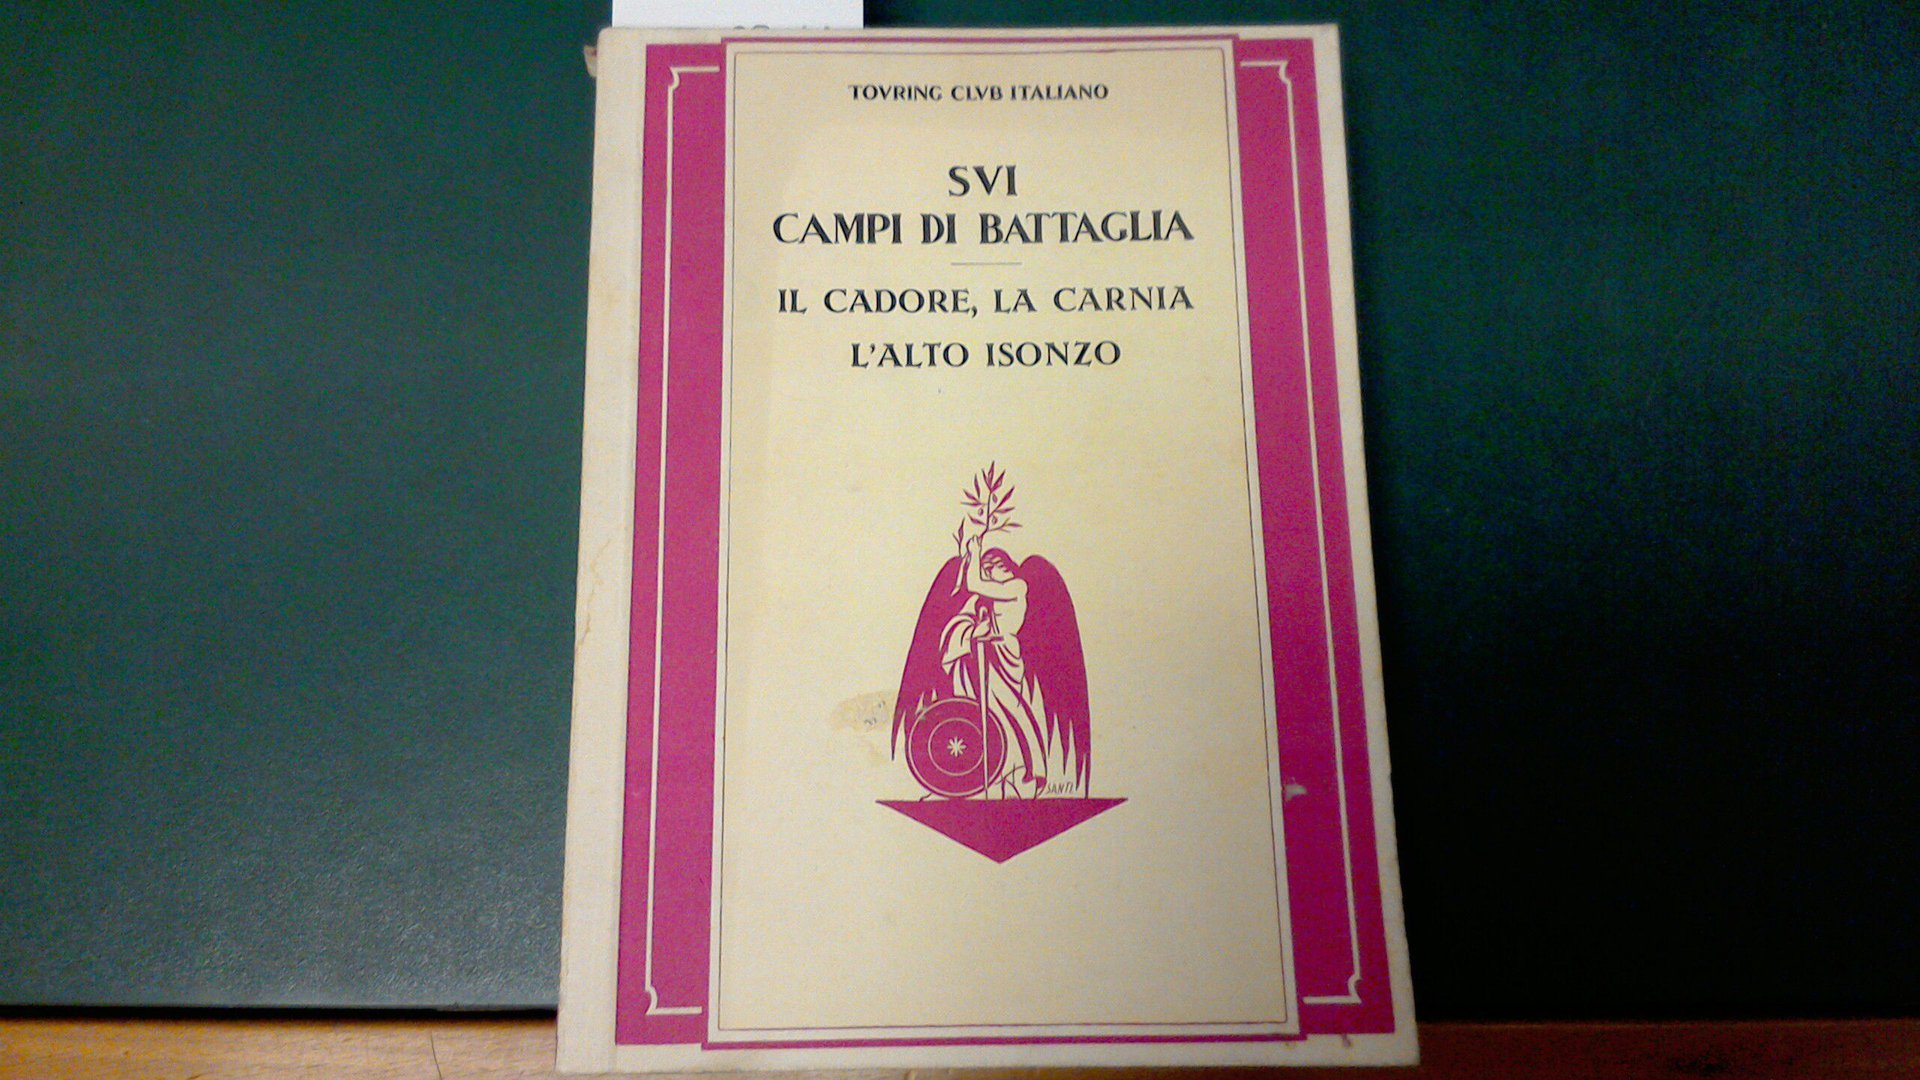 TOVRING CLVB ITALIANO
SVI
CAMPI DI BATTAGLIA
IL CADORE, LA CARNIA
L'ALTO ISONZO
SANTI